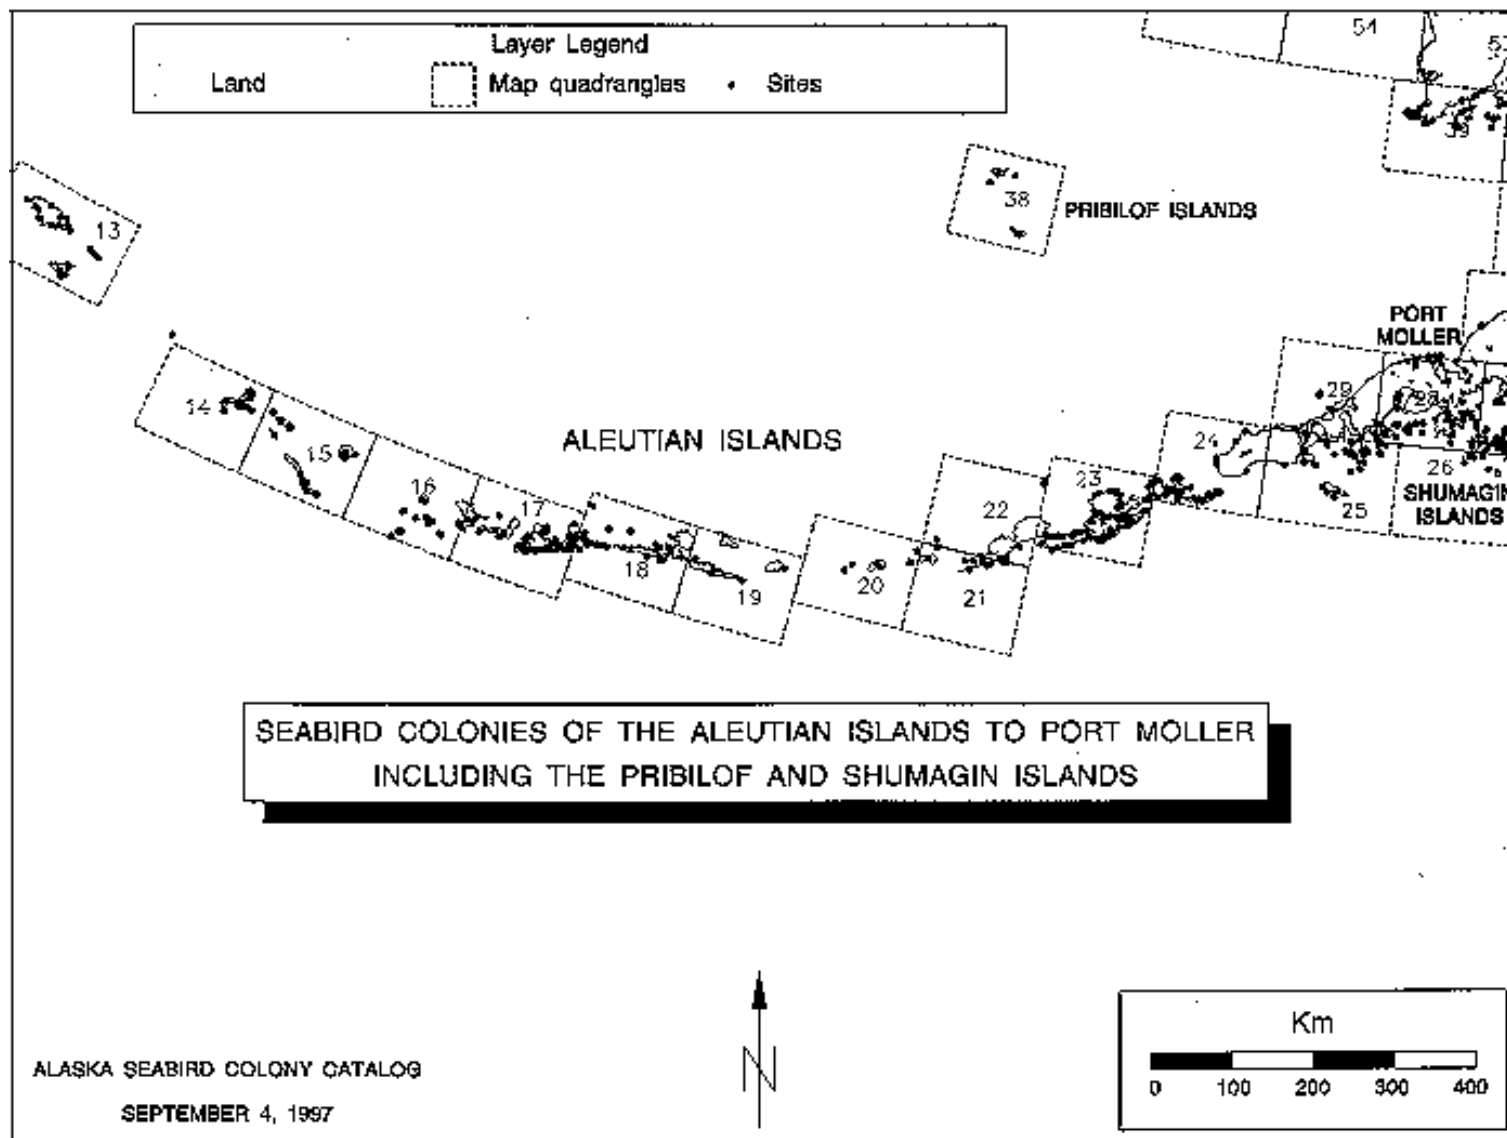 Layer Legend
Land
Map quadrangles
Sites
54
39
13
38
PRIBILOF ISLANDS
PORT
MOLLER
14
15
16
17
18
19
20
21
22
23
24
25
26
28
29
ALEUTIAN ISLANDS
SHUMAGIN
ISLANDS
SEABIRD COLONIES OF THE ALEUTIAN ISLANDS TO PORT MOLLER
INCLUDING THE PRIBILOF AND SHUMAGIN ISLANDS
N
Km
0 100 200 300 400
ALASKA SEABIRD COLONY CATALOG
SEPTEMBER 4, 1997